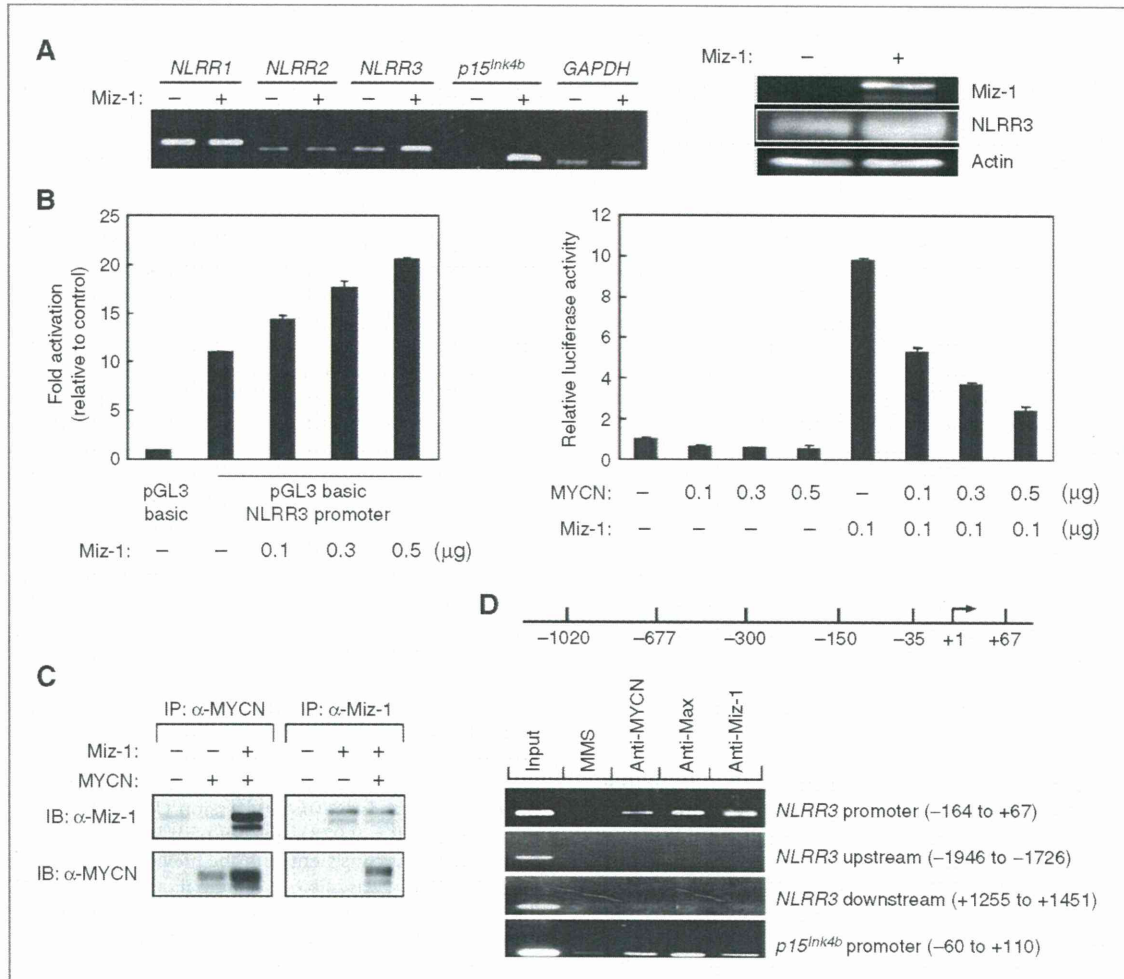 A
NLRR1 NLRR2 NLRR3 p15Ink4b GAPDH
Miz-1: – + – + – + – + – +
Miz-1: – +
Miz-1
NLRR3
Actin
B
Fold activation
(relative to control)
25
20
15
10
5
0
pGL3
basic
pGL3 basic
NLRR3 promoter
Miz-1: – – 0.1 0.3 0.5 (μg)
Relative luciferase activity
12
10
8
6
4
2
0
MYCN: – 0.1 0.3 0.5 – 0.1 0.3 0.5 (μg)
Miz-1: – – – – 0.1 0.1 0.1 0.1 (μg)
C
IP: α-MYCN IP: α-Miz-1
Miz-1: – – + – + +
MYCN: – + + – – +
IB: α-Miz-1
IB: α-MYCN
D
–1020 –677 –300 –150 –35 +1 +67
Input MMS Anti-MYCN Anti-Max Anti-Miz-1
NLRR3 promoter (–164 to +67)
NLRR3 upstream (–1946 to –1726)
NLRR3 downstream (+1255 to +1451)
p15Ink4b promoter (–60 to +110)